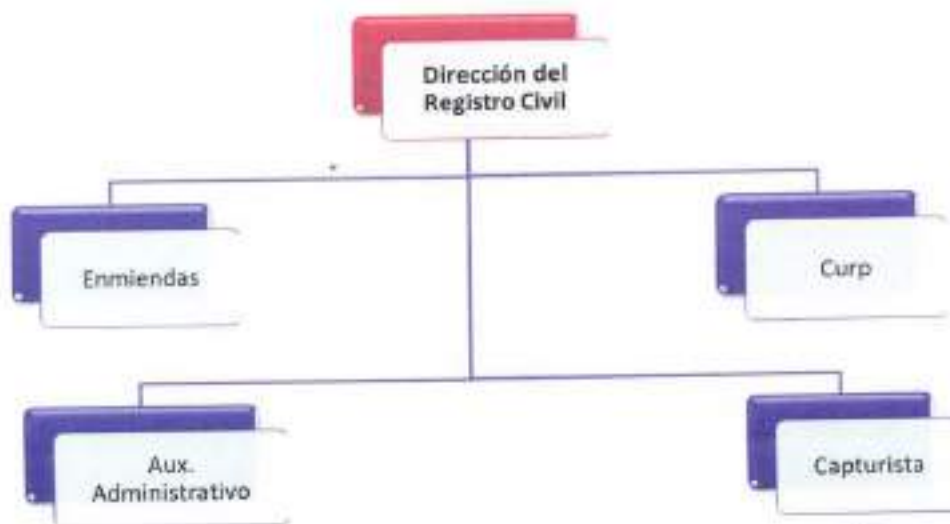 Dirección del
Registro Civil
Enmiendas
Curp
Aux.
Administrativo
Capturista